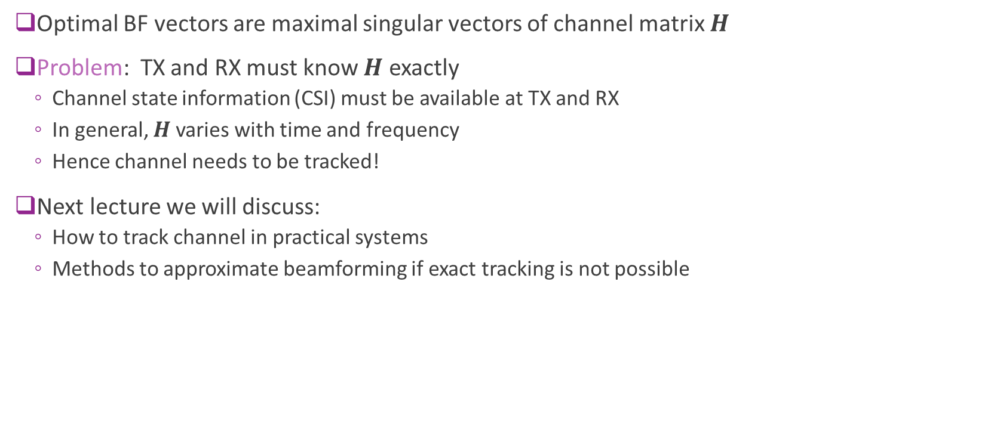 ❑Optimal BF vectors are maximal singular vectors of channel matrix H
❑Problem: TX and RX must know H exactly
◦ Channel state information (CSI) must be available at TX and RX
◦ In general, H varies with time and frequency
◦ Hence channel needs to be tracked!
❑Next lecture we will discuss:
◦ How to track channel in practical systems
◦ Methods to approximate beamforming if exact tracking is not possible